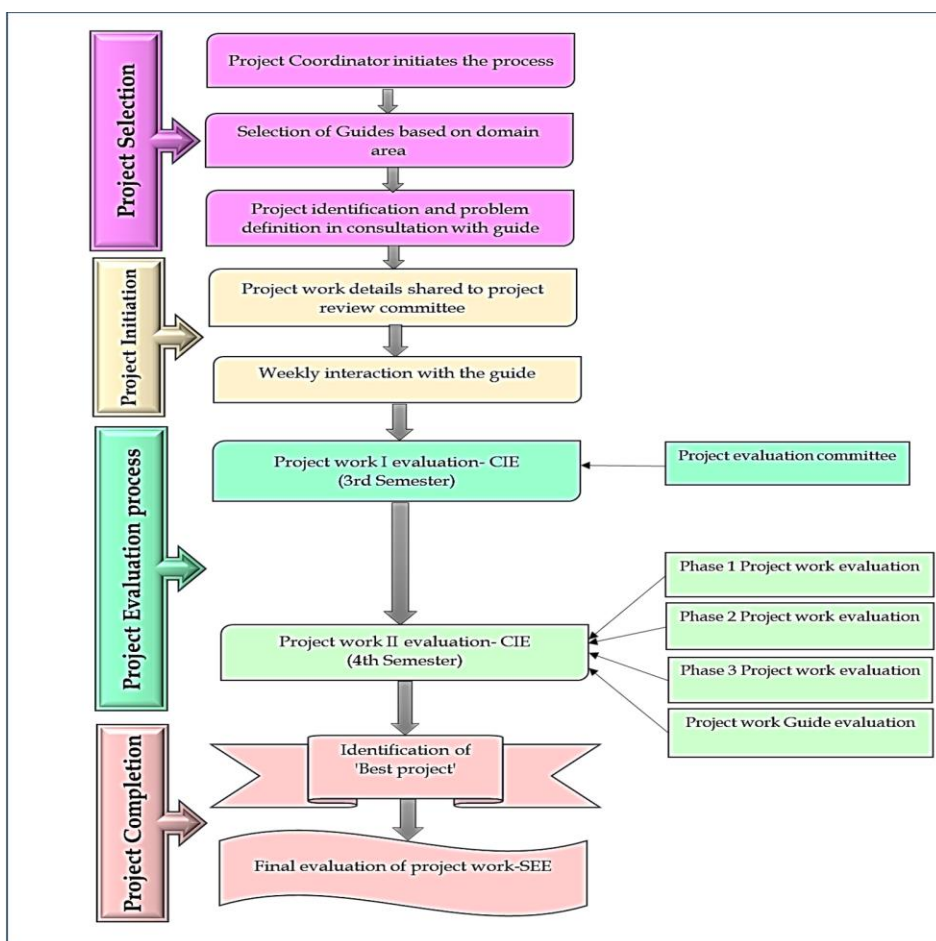 Project Selection
Project Coordinator initiates the process
Selection of Guides based on domain
area
Project identification and problem
definition in consultation with guide
Project Initiation
Project work details shared to project
review committee
Weekly interaction with the guide
Project Evaluation process
Project work I evaluation- CIE
(3rd Semester)
Project evaluation committee
Project work II evaluation- CIE
(4th Semester)
Phase 1 Project work evaluation
Phase 2 Project work evaluation
Phase 3 Project work evaluation
Project work Guide evaluation
Project Completion
Identification of
'Best project'
Final evaluation of project work-SEE